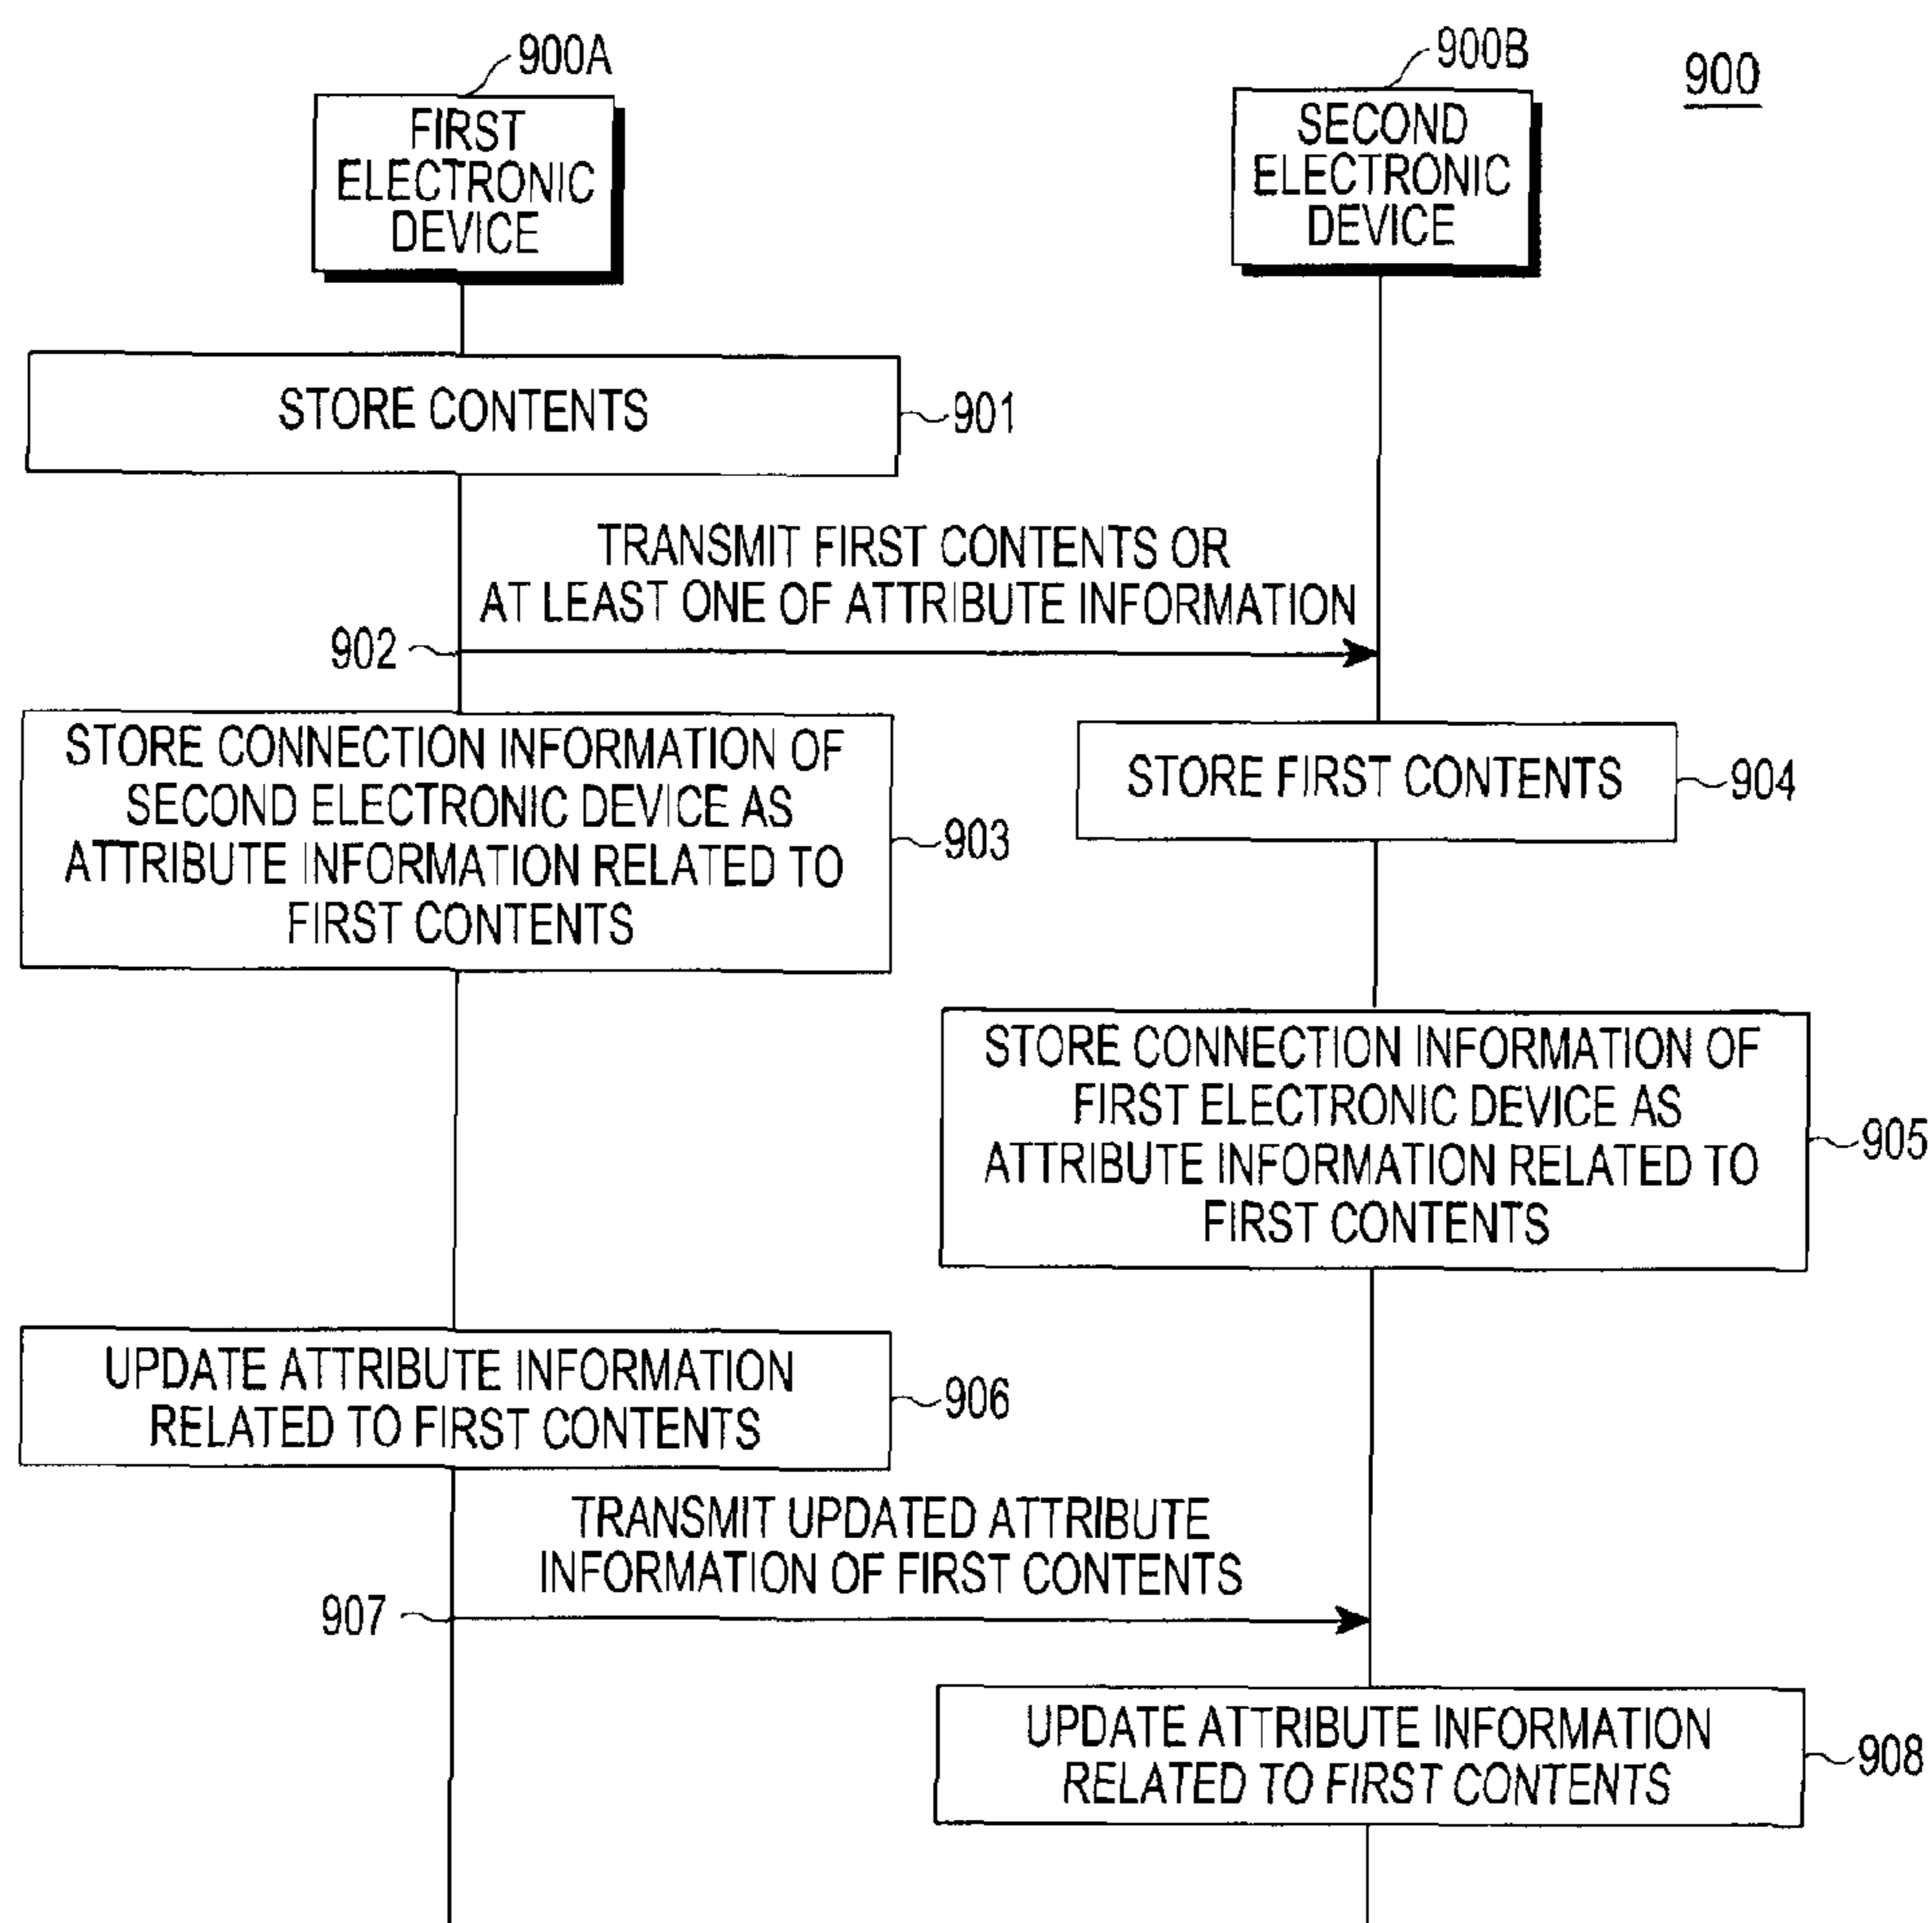 900A
900B
900
FIRST
ELECTRONIC
DEVICE
SECOND
ELECTRONIC
DEVICE
STORE CONTENTS
901
TRANSMIT FIRST CONTENTS OR
AT LEAST ONE OF ATTRIBUTE INFORMATION
902
STORE CONNECTION INFORMATION OF
SECOND ELECTRONIC DEVICE AS
ATTRIBUTE INFORMATION RELATED TO
FIRST CONTENTS
903
STORE FIRST CONTENTS
904
STORE CONNECTION INFORMATION OF
FIRST ELECTRONIC DEVICE AS
ATTRIBUTE INFORMATION RELATED TO
FIRST CONTENTS
905
UPDATE ATTRIBUTE INFORMATION
RELATED TO FIRST CONTENTS
906
TRANSMIT UPDATED ATTRIBUTE
INFORMATION OF FIRST CONTENTS
907
UPDATE ATTRIBUTE INFORMATION
RELATED TO FIRST CONTENTS
908